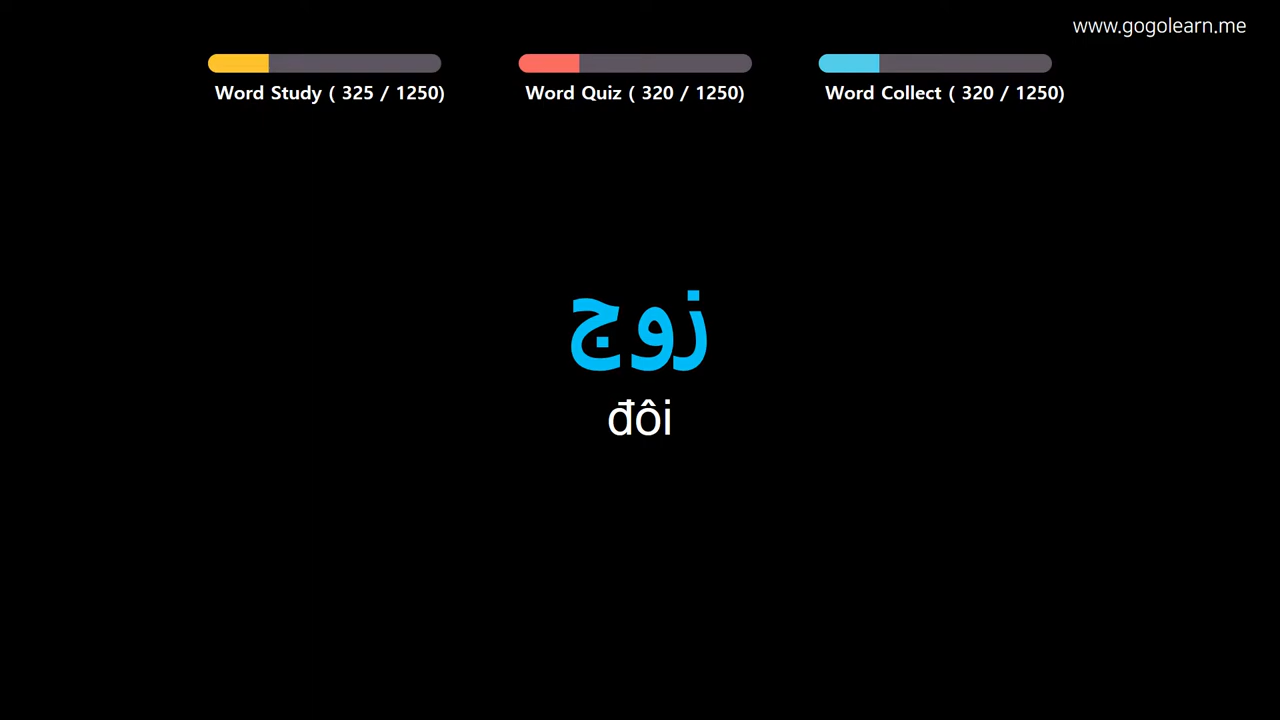 www.gogolearn.me
Word Study ( 325 / 1250)
Word Quiz ( 320 / 1250)
Word Collect ( 320 / 1250)
زوج
đôi